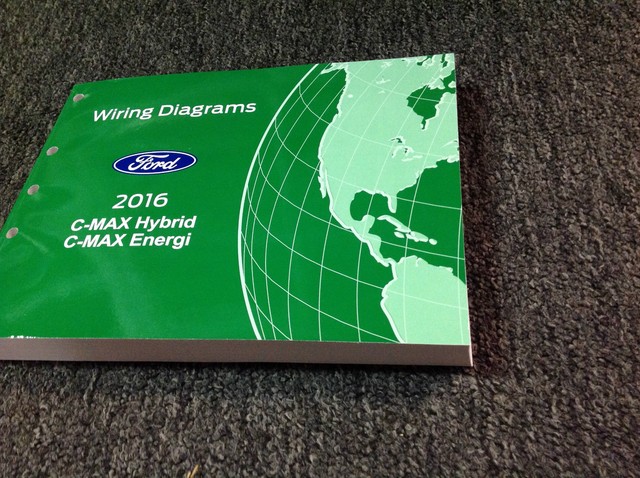 Wiring Diagrams
Ford
2016
C-MAX Hybrid
C-MAX Energi